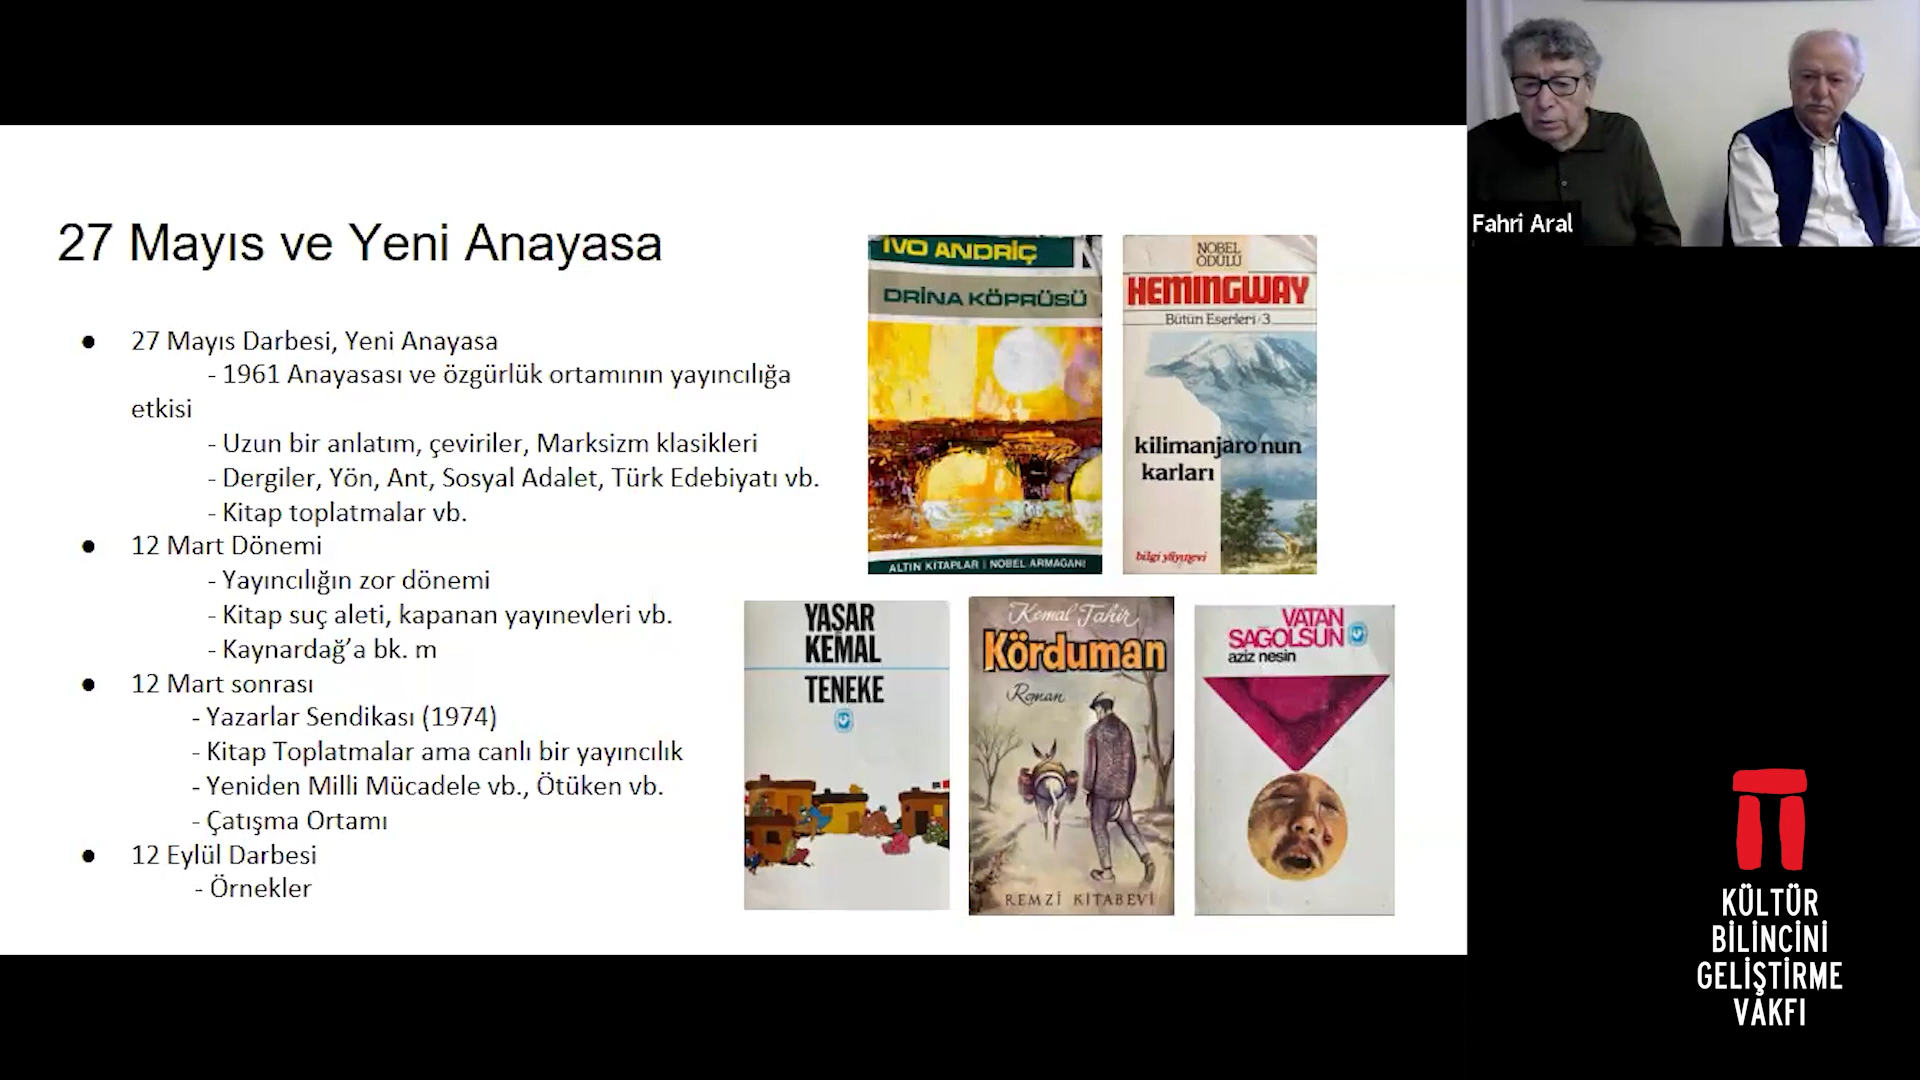 27 Mayıs ve Yeni Anayasa
● 27 Mayıs Darbesi, Yeni Anayasa
- 1961 Anayasası ve özgürlük ortamının yayıncılığa
etkisi
- Uzun bir anlatım, çeviriler, Marksizm klasikleri
- Dergiler, Yön, Ant, Sosyal Adalet, Türk Edebiyatı vb.
- Kitap toplatmalar vb.
● 12 Mart Dönemi
- Yayıncılığın zor dönemi
- Kitap suç aleti, kapanan yayınevleri vb.
- Kaynardağ’a bk. m
● 12 Mart sonrası
- Yazarlar Sendikası (1974)
- Kitap Toplatmalar ama canlı bir yayıncılık
- Yeniden Milli Mücadele vb., Ötüken vb.
- Çatışma Ortamı
● 12 Eylül Darbesi
- Örnekler
IVO ANDRİÇ
DRİNA KÖPRÜSÜ
ALTIN KİTAPLAR | NOBEL ARMAĞANI
NOBEL
ÖDÜLÜ
HEMINGWAY
Bütün Eserleri/3
kilimanjaro'nun
karları
bilgi yayınevi
YAŞAR
KEMAL
TENEKE
Kemal Tahir
Körduman
Roman
REMZİ KİTABEVİ
VATAN
SAĞOLSUN
aziz nesin
Fahri Aral
KÜLTÜR
BİLİNCİNİ
GELİŞTİRME
VAKFI